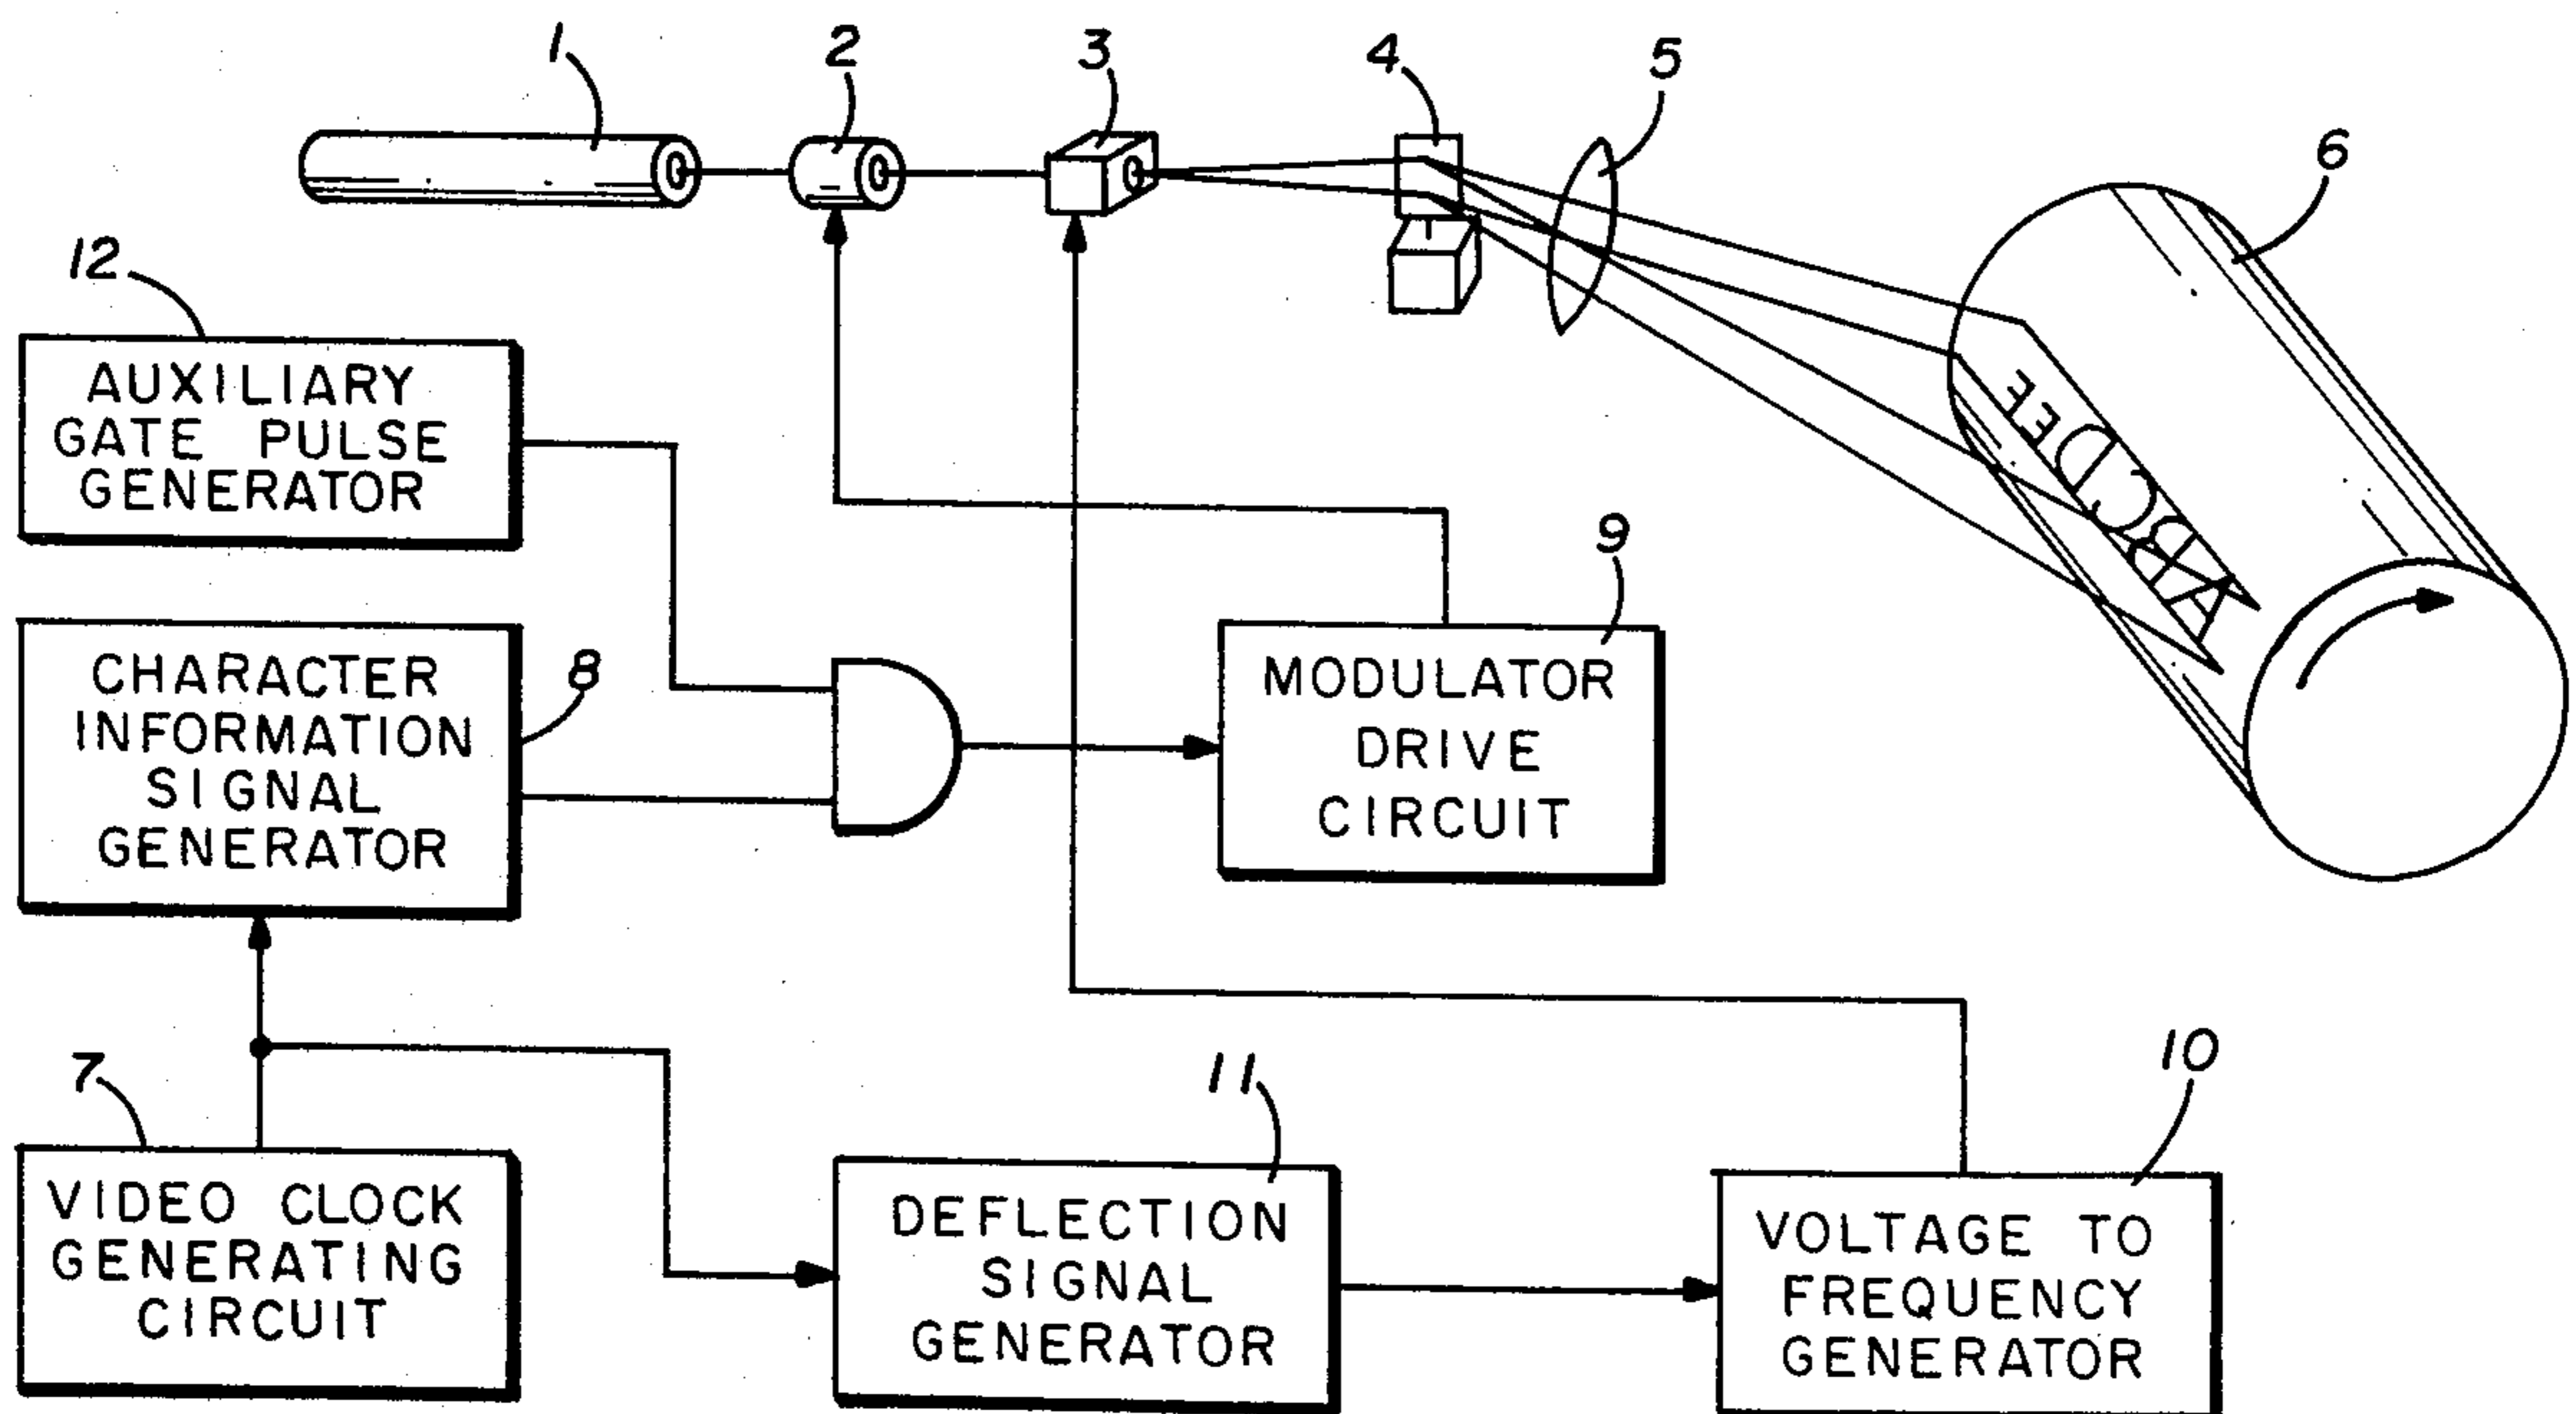 1
2
3
4
5
6
12
AUXILIARY
GATE PULSE
GENERATOR
8
CHARACTER
INFORMATION
SIGNAL
GENERATOR
9
MODULATOR
DRIVE
CIRCUIT
ABCDEE
7
VIDEO CLOCK
GENERATING
CIRCUIT
11
DEFLECTION
SIGNAL
GENERATOR
10
VOLTAGE TO
FREQUENCY
GENERATOR